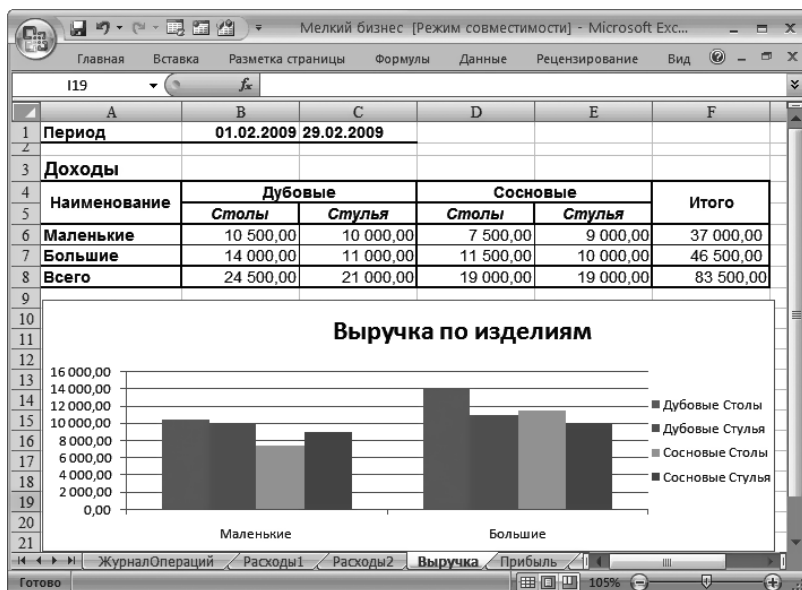 Мелкий бизнес [Режим совместимости] - Microsoft Exc...
Главная Вставка Разметка страницы Формулы Данные Рецензирование Вид
I19 fx
A B C D E F
1 Период 01.02.2009 29.02.2009
2
3 Доходы
4 Наименование Дубовые Сосновые Итого
5 Столы Стулья Столы Стулья
6 Маленькие 10 500,00 10 000,00 7 500,00 9 000,00 37 000,00
7 Большие 14 000,00 11 000,00 11 500,00 10 000,00 46 500,00
8 Всего 24 500,00 21 000,00 19 000,00 19 000,00 83 500,00
9
10
11
12
13
14
15
16
17
18
19
20
21
Выручка по изделиям
16 000,00
14 000,00
12 000,00
10 000,00
8 000,00
6 000,00
4 000,00
2 000,00
0,00
Маленькие Большие
Дубовые Столы
Дубовые Стулья
Сосновые Столы
Сосновые Стулья
ЖурналОпераций Расходы1 Расходы2 Выручка Прибыль
Готово 105%